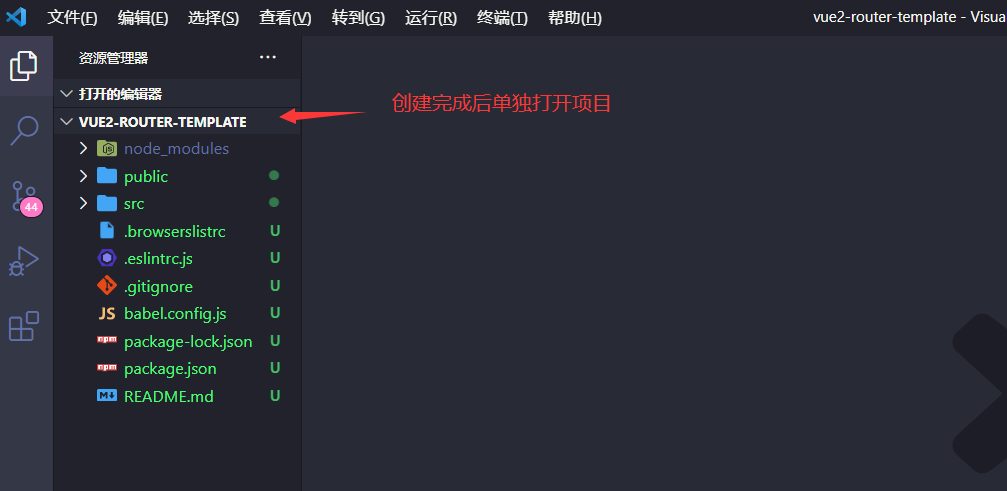 文件(F) 编辑(E) 选择(S) 查看(V) 转到(G) 运行(R) 终端(T) 帮助(H) vue2-router-template - Visua
资源管理器 ···
打开的编辑器
创建完成后单独打开项目
VUE2-ROUTER-TEMPLATE
node_modules
public
src
44
.browserslistrc U
.eslintrc.js U
.gitignore U
JS babel.config.js U
npm package-lock.json U
npm package.json U
README.md U